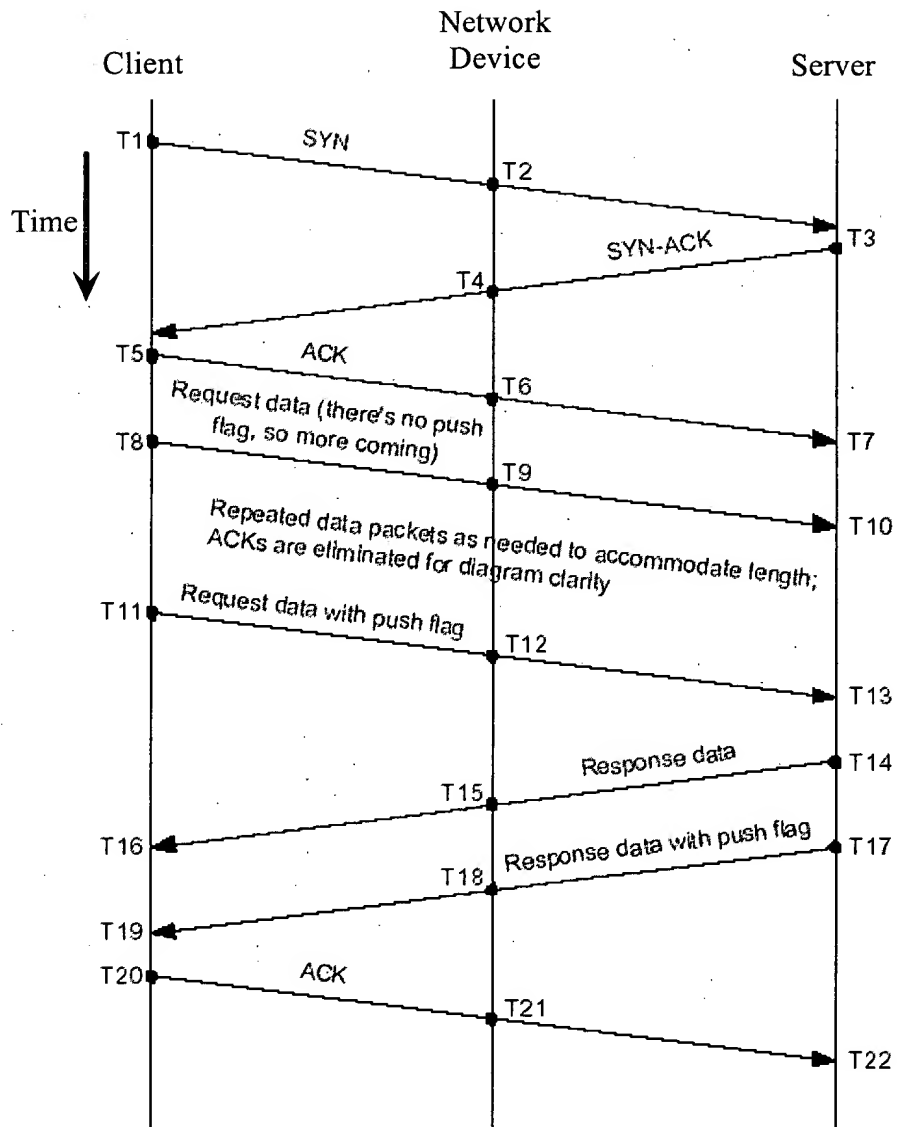 Network
Device
Client
Server
T1
SYN
T2
Time
T3
SYN-ACK
T4
T5
ACK
T6
T7
Request data (there's no push
flag, so more coming)
T8
T9
T10
Repeated data packets as needed to accommodate length;
ACKs are eliminated for diagram clarity
T11
Request data with push flag
T12
T13
Response data
T14
T15
T16
Response data with push flag
T17
T18
T19
T20
ACK
T21
T22